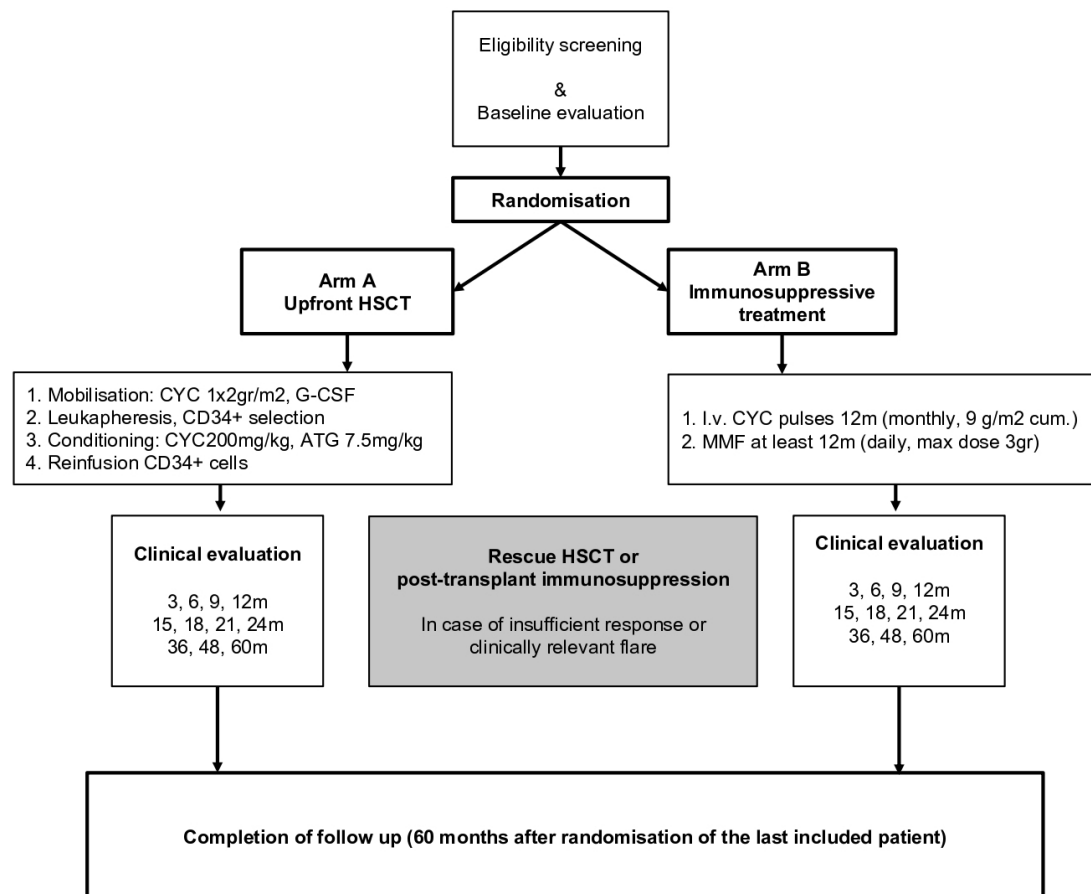 Eligibility screening
&
Baseline evaluation
Randomisation
Arm A
Upfront HSCT
Arm B
Immunosuppressive
treatment
1. Mobilisation: CYC 1x2gr/m2, G-CSF
2. Leukapheresis, CD34+ selection
3. Conditioning: CYC200mg/kg, ATG 7.5mg/kg
4. Reinfusion CD34+ cells
1. I.v. CYC pulses 12m (monthly, 9 g/m2 cum.)
2. MMF at least 12m (daily, max dose 3gr)
Clinical evaluation
3, 6, 9, 12m
15, 18, 21, 24m
36, 48, 60m
Rescue HSCT or
post-transplant immunosuppression
In case of insufficient response or
clinically relevant flare
Clinical evaluation
3, 6, 9, 12m
15, 18, 21, 24m
36, 48, 60m
Completion of follow up (60 months after randomisation of the last included patient)